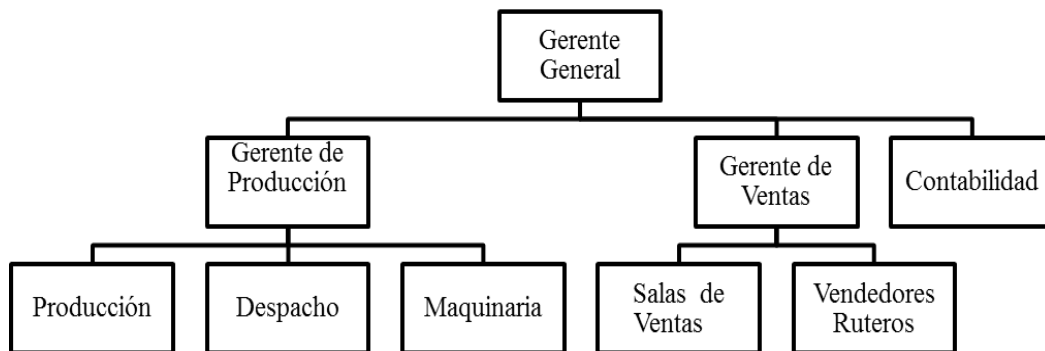 Gerente
General
Gerente de
Producción
Gerente de
Ventas
Contabilidad
Producción
Despacho
Maquinaria
Salas de
Ventas
Vendedores
Ruteros